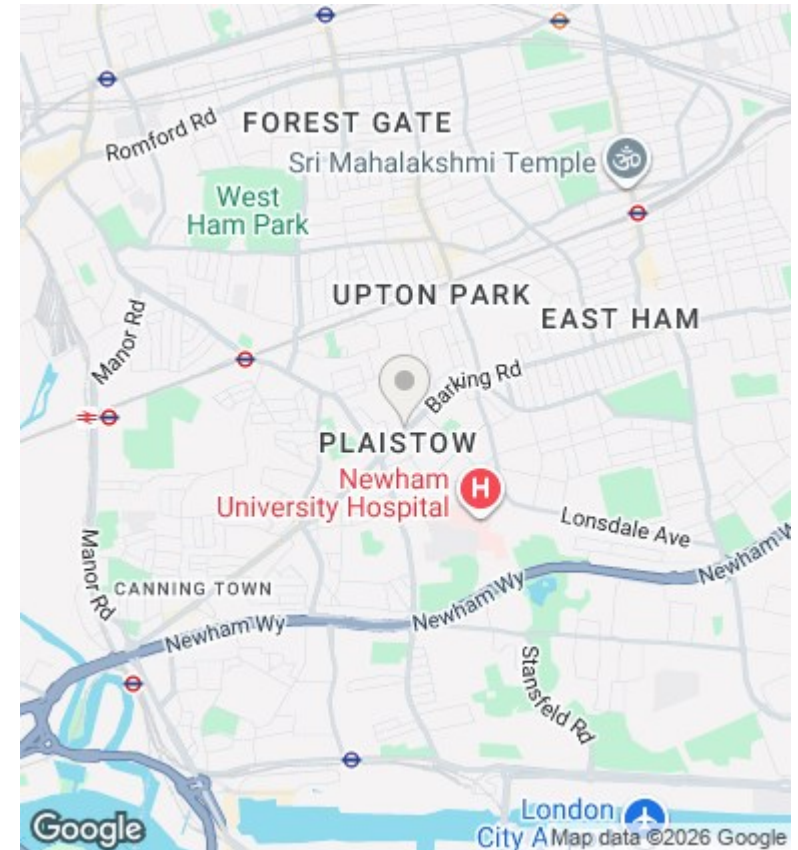 Romford Rd
FOREST GATE
Sri Mahalakshmi Temple
West
Ham Park
UPTON PARK
EAST HAM
Manor Rd
Barking Rd
PLAISTOW
Newham
University Hospital
H
Lonsdale Ave
Manor Rd
CANNING TOWN
Newham Wy
Newham Wy
Newham W
Stansfeld Rd
London
City A
Google
Map data ©2026 Google